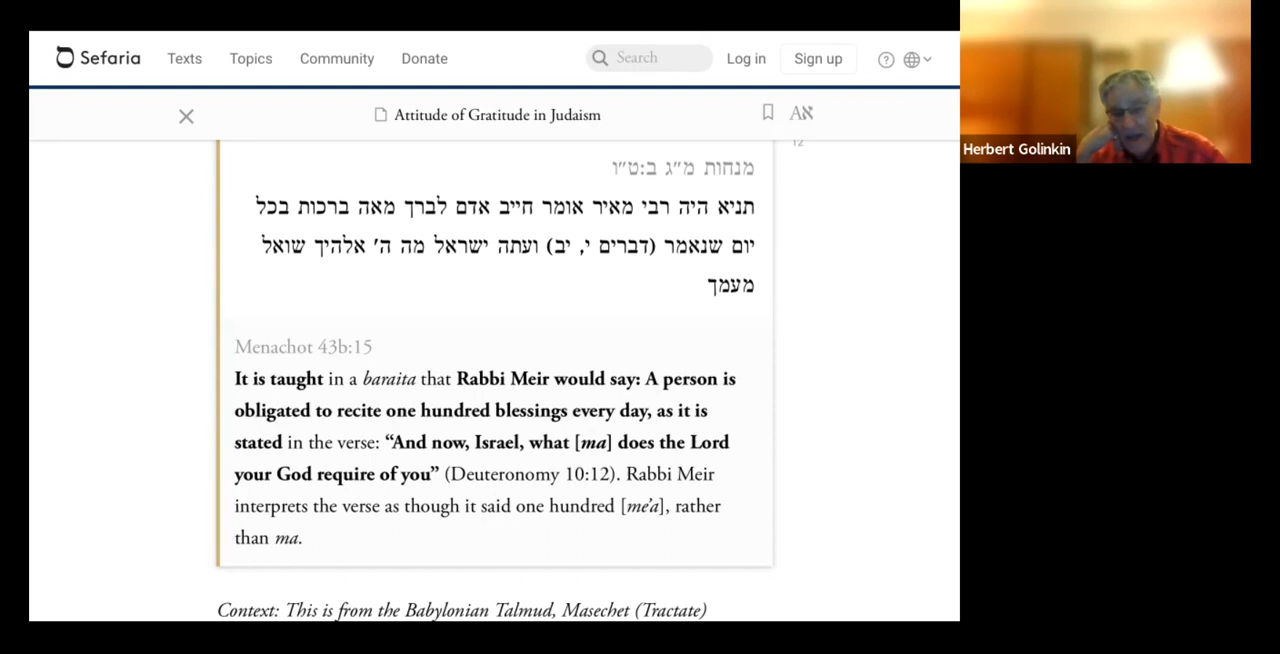 Sefaria Texts Topics Community Donate Search Log in Sign up
Attitude of Gratitude in Judaism Aא
12
מנחות מ״ג ב:ט״ו
תניא היה רבי מאיר אומר חייב אדם לברך מאה ברכות בכל
יום שנאמר (דברים י, יב) ועתה ישראל מה ה' אלהיך שואל
מעמך
Menachot 43b:15
It is taught in a baraita that Rabbi Meir would say: A person is
obligated to recite one hundred blessings every day, as it is
stated in the verse: “And now, Israel, what [ma] does the Lord
your God require of you” (Deuteronomy 10:12). Rabbi Meir
interprets the verse as though it said one hundred [me’a], rather
than ma.
Context: This is from the Babylonian Talmud, Masechet (Tractate)
Herbert Golinkin